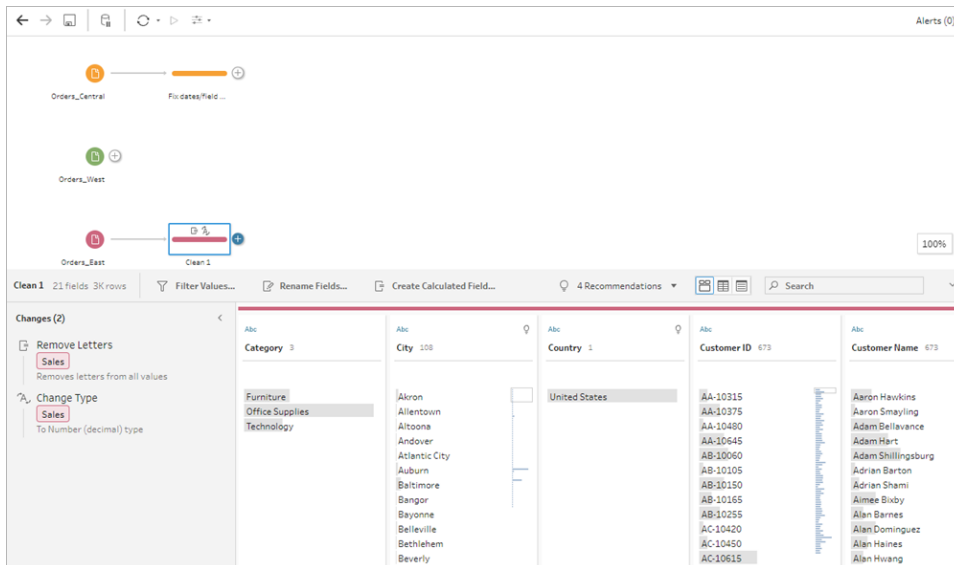 Alerts (0)
Orders_Central
Fix dates/field ...
Orders_West
Orders_East
Clean 1
100%
Clean 1 21 fields 3K rows
Filter Values...
Rename Fields...
Create Calculated Field...
4 Recommendations
Search
Changes (2)
Remove Letters
Sales
Removes letters from all values
Change Type
Sales
To Number (decimal) type
Abc
Category 3
Furniture
Office Supplies
Technology
Abc
City 108
Akron
Allentown
Altoona
Andover
Atlantic City
Auburn
Baltimore
Bangor
Bayonne
Belleville
Bethlehem
Beverly
Abc
Country 1
United States
Abc
Customer ID 673
AA-10315
AA-10375
AA-10480
AA-10645
AB-10060
AB-10105
AB-10150
AB-10165
AB-10255
AC-10420
AC-10450
AC-10615
Abc
Customer Name 673
Aaron Hawkins
Aaron Smayling
Adam Bellavance
Adam Hart
Adam Shillingsburg
Adrian Barton
Adrian Shami
Aimee Bixby
Alan Barnes
Alan Dominguez
Alan Haines
Alan Hwang